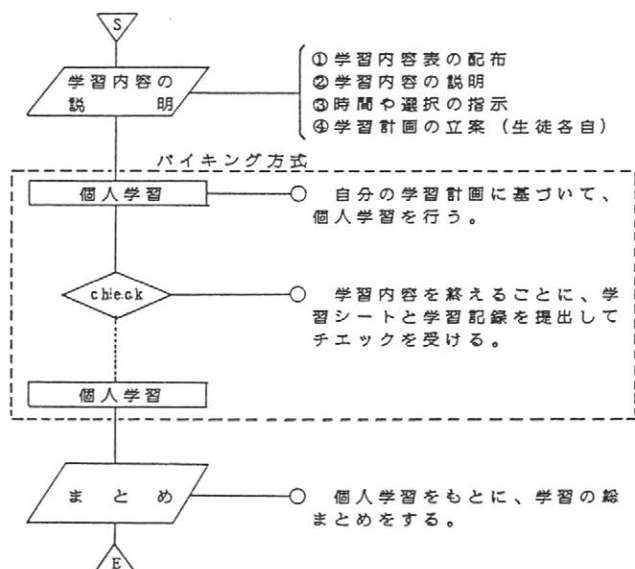 S
学習内容の
説明
①学習内容表の配布
②学習内容の説明
③時間や選択の指示
④学習計画の立案（生徒各自）
バイキング方式
個人学習
自分の学習計画に基づいて、
個人学習を行う。
check
学習内容を終えるごとに、学
習シートと学習記録を提出して
チエックを受ける。
個人学習
まとめ
個人学習をもとに、学習の総
まとめをする。
E